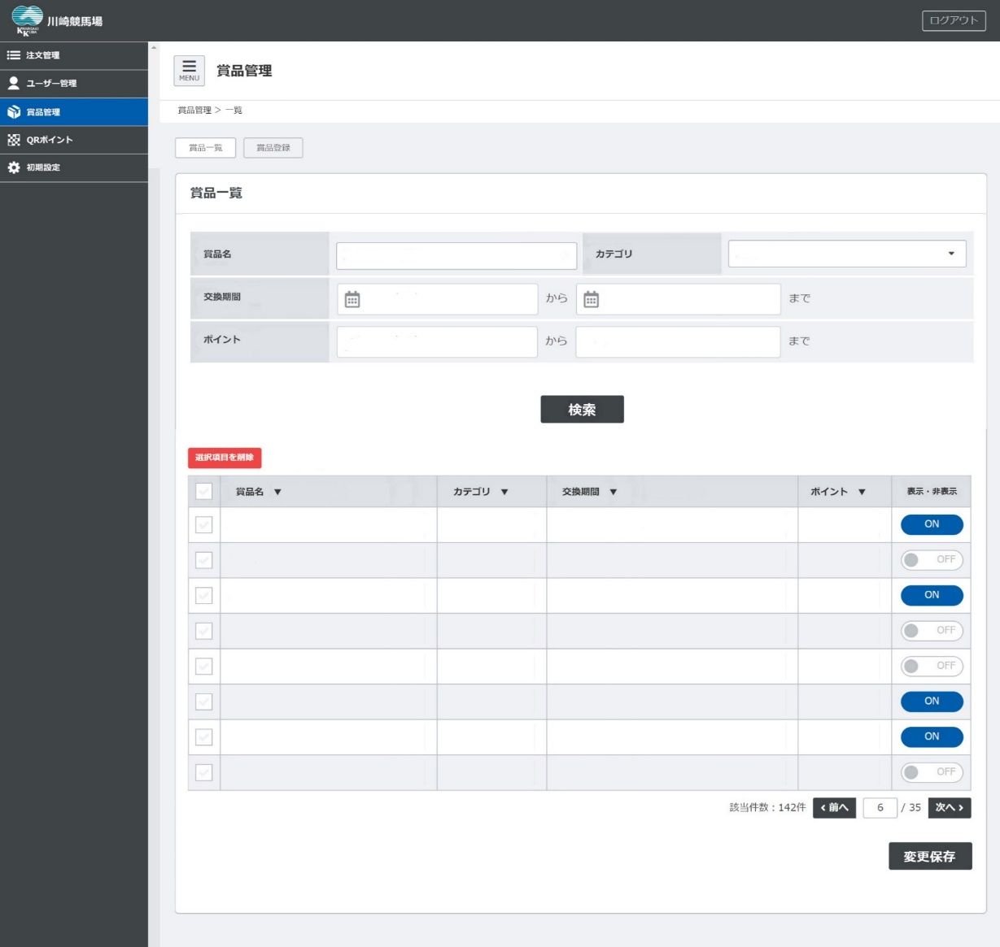 KAWASAKI KEIBA
川崎競馬場
ログアウト
注文管理
ユーザー管理
賞品管理
QRポイント
初期設定
MENU
賞品管理
賞品管理 > 一覧
賞品一覧 賞品登録
賞品一覧
賞品名 カテゴリ
交換期間 から まで
ポイント から まで
検索
選択項目を削除
賞品名 ▼ カテゴリ ▼ 交換期間 ▼ ポイント ▼ 表示・非表示
ON
OFF
ON
OFF
OFF
ON
ON
OFF
該当件数：142件 <前へ 6 / 35 次へ>
変更保存